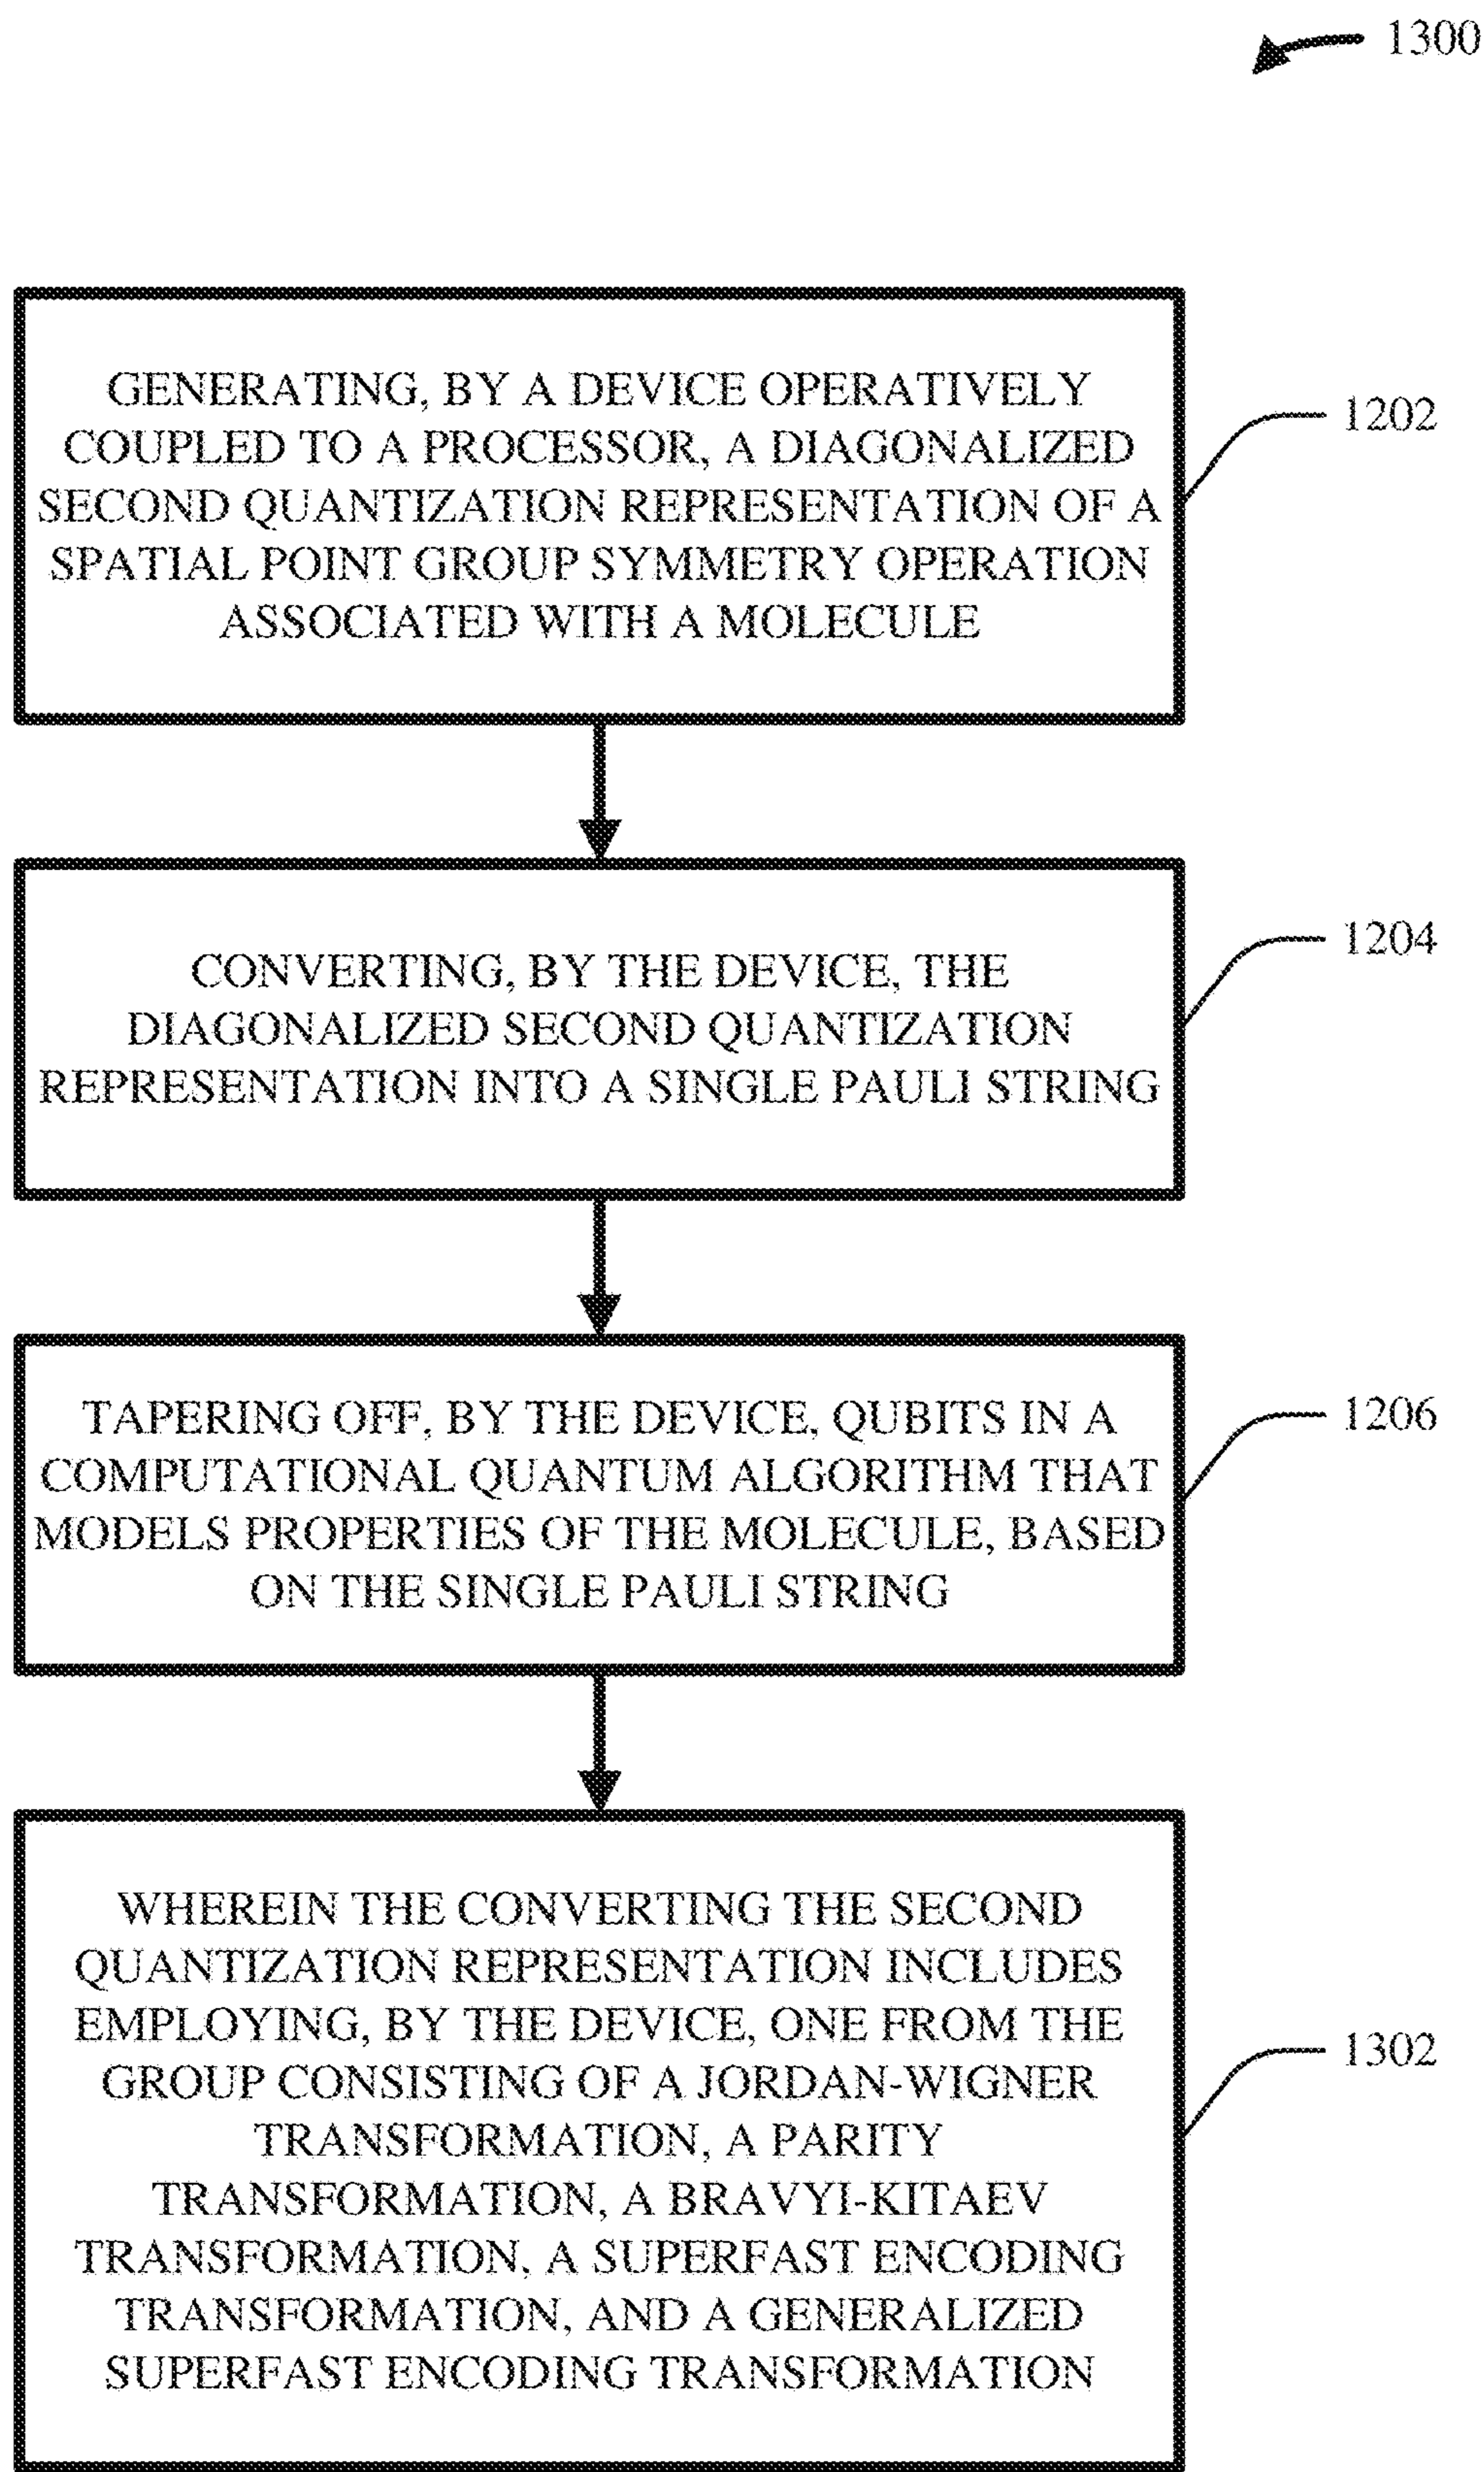 1300
GENERATING, BY A DEVICE OPERATIVELY
COUPLED TO A PROCESSOR, A DIAGONALIZED
SECOND QUANTIZATION REPRESENTATION OF A
SPATIAL POINT GROUP SYMMETRY OPERATION
ASSOCIATED WITH A MOLECULE
1202
CONVERTING, BY THE DEVICE, THE
DIAGONALIZED SECOND QUANTIZATION
REPRESENTATION INTO A SINGLE PAULI STRING
1204
TAPERING OFF, BY THE DEVICE, QUBITS IN A
COMPUTATIONAL QUANTUM ALGORITHM THAT
MODELS PROPERTIES OF THE MOLECULE, BASED
ON THE SINGLE PAULI STRING
1206
WHEREIN THE CONVERTING THE SECOND
QUANTIZATION REPRESENTATION INCLUDES
EMPLOYING, BY THE DEVICE, ONE FROM THE
GROUP CONSISTING OF A JORDAN-WIGNER
TRANSFORMATION, A PARITY
TRANSFORMATION, A BRAVYI-KITAEV
TRANSFORMATION, A SUPERFAST ENCODING
TRANSFORMATION, AND A GENERALIZED
SUPERFAST ENCODING TRANSFORMATION
1302